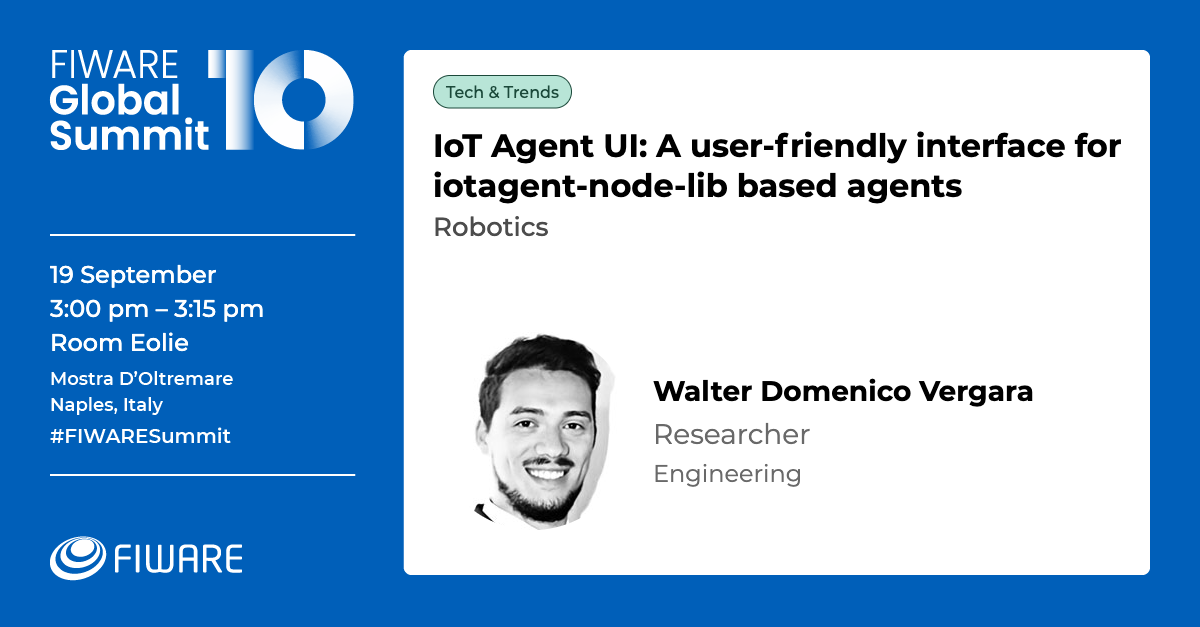 FIWARE
Global
Summit
10
19 September
3:00 pm – 3:15 pm
Room Eolie
Mostra D’Oltremare
Naples, Italy
#FIWARESummit
FIWARE
Tech & Trends
IoT Agent UI: A user-friendly interface for
iotagent-node-lib based agents
Robotics
Walter Domenico Vergara
Researcher
Engineering